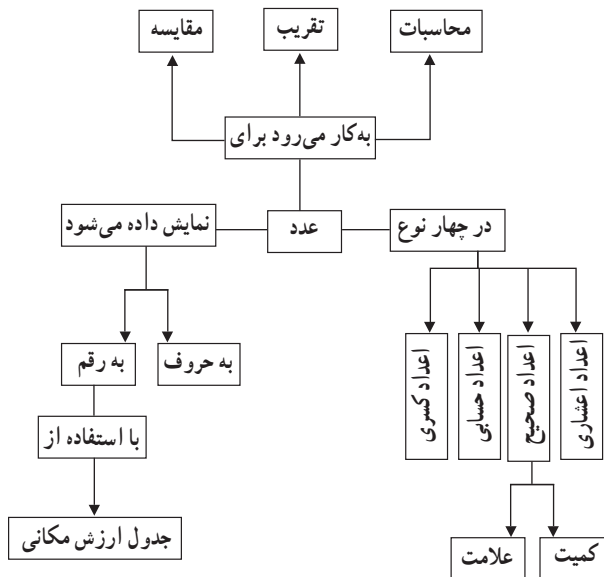 محاسبات
تقریب
مقایسه
به‌کار می‌رود برای
در چهار نوع
عدد
نمایش داده می‌شود
اعداد اعشاری
اعداد صحیح
اعداد حسابی
اعداد کسری
به حروف
به رقم
با استفاده از
جدول ارزش مکانی
کمیت
علامت